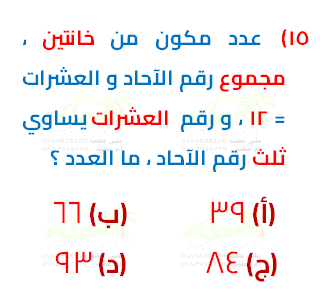 ١٥) عدد مكون من خانتين ،
مجموع رقم الآحاد و العشرات
= ١٢ ، و رقم العشرات يساوي
ثلث رقم الآحاد ، ما العدد ؟
(أ) ٣٩ (ب) ٦٦
(ج) ٨٤ (د) ٩٣